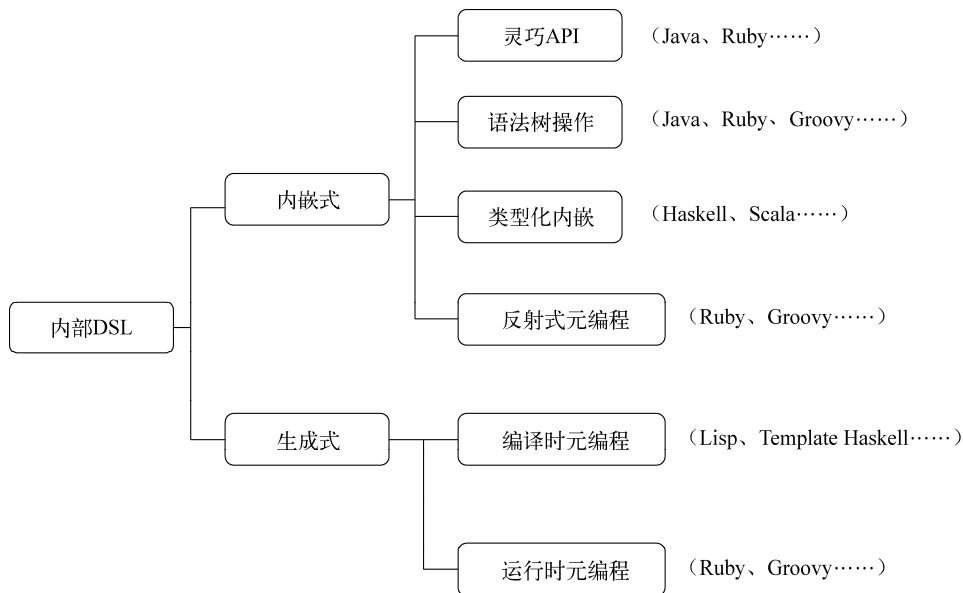 灵巧API （Java、Ruby……）
语法树操作 （Java、Ruby、Groovy……）
内嵌式
类型化内嵌 （Haskell、Scala……）
内部DSL
反射式元编程 （Ruby、Groovy……）
生成式
编译时元编程 （Lisp、Template Haskell……）
运行时元编程 （Ruby、Groovy……）